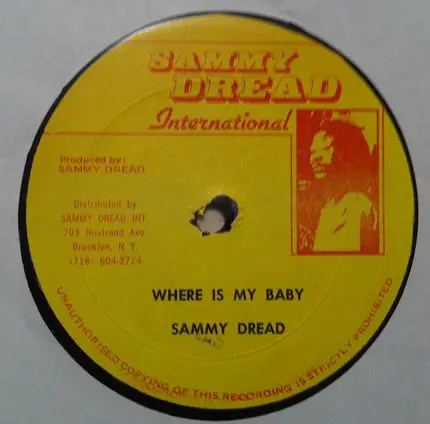 SAMMY
DREAD
International
Produced by:
SAMMY DREAD
Distributed by
SAMMY DREAD INT.
703 Nostrand Ave
Brooklyn, N.Y.
(718) 604-2774
WHERE IS MY BABY
SAMMY DREAD
UNAUTHORISED COPYING OF THIS RECORDING IS STRICTLY PROHIBITED